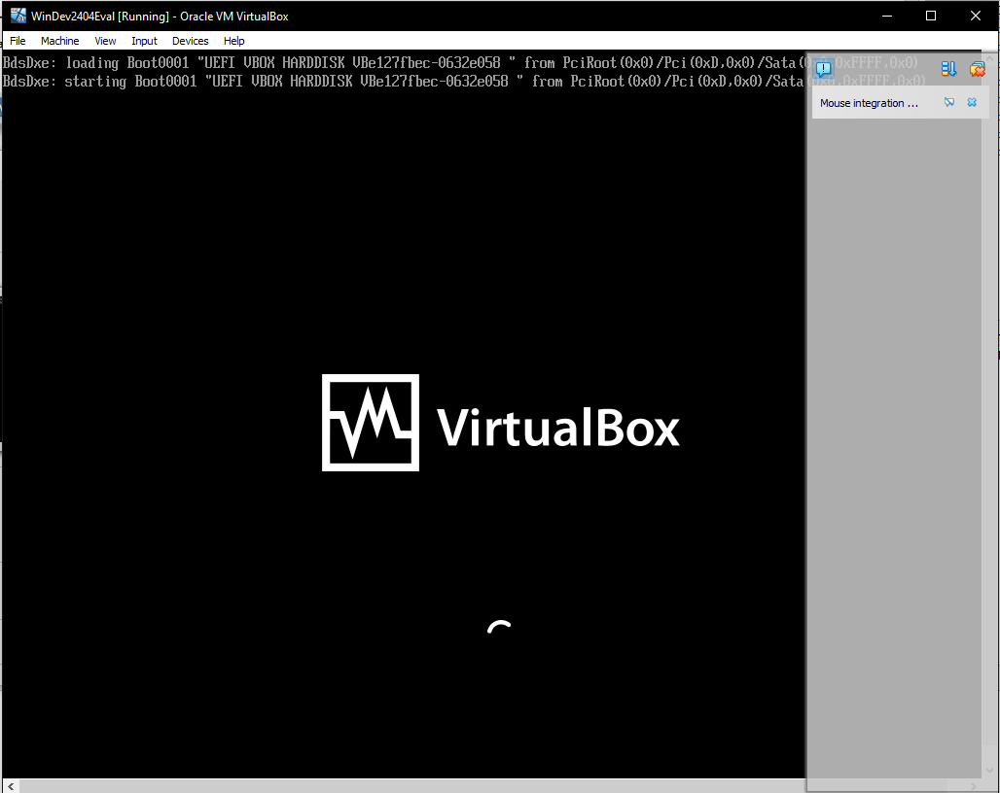 WinDev2404Eval [Running] - Oracle VM VirtualBox
File Machine View Input Devices Help
BdsDxe: loading Boot0001 "UEFI VBOX HARDDISK VBe127fbec-0632e058 " from PciRoot(0x0)/Pci(0xD,0x0)/Sata(0x0,0xFFFF,0x0)
BdsDxe: starting Boot0001 "UEFI VBOX HARDDISK VBe127fbec-0632e058 " from PciRoot(0x0)/Pci(0xD,0x0)/Sata(0x0,0xFFFF,0x0)
Mouse integration ...
VirtualBox